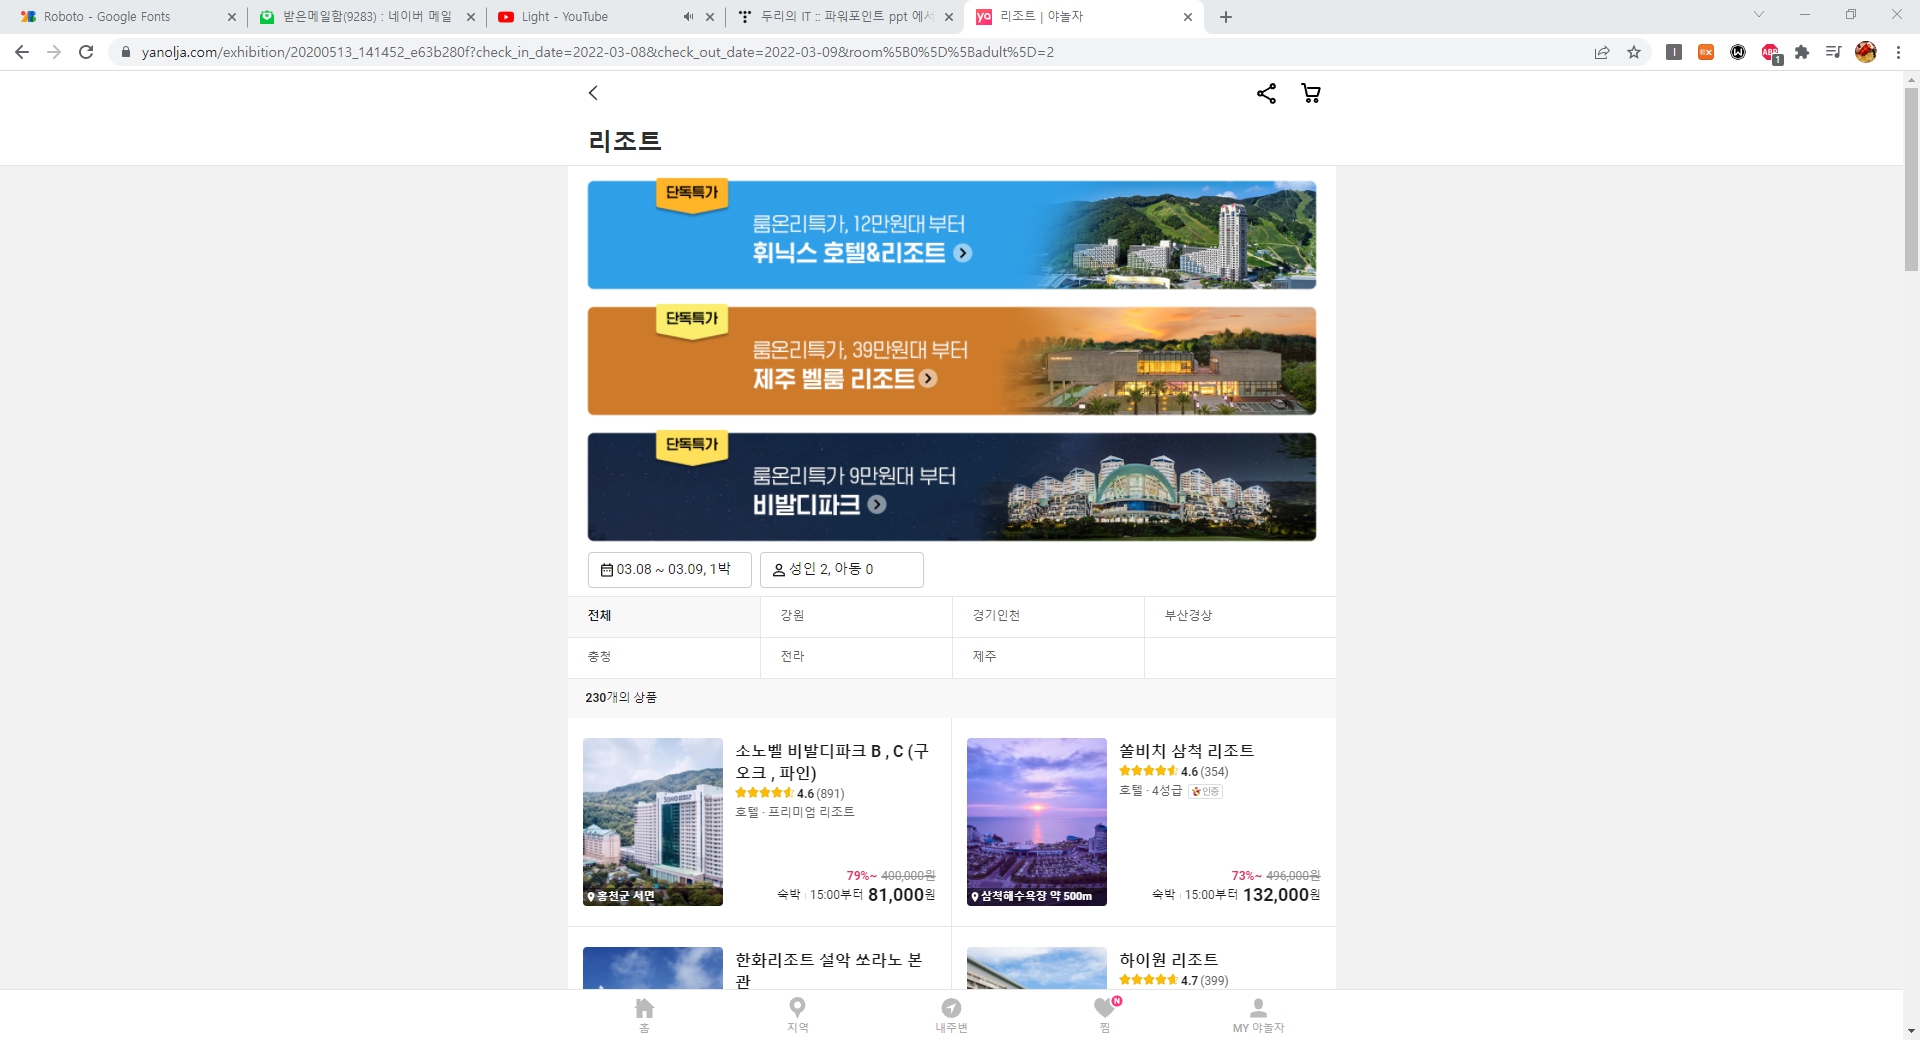 Roboto - Google Fonts
받은메일함(9283) : 네이버 메일
Light - YouTube
두리의 IT :: 파워포인트 ppt 에서
리조트 | 야놀자
yanolja.com/exhibition/20200513_141452_e63b280f?check_in_date=2022-03-08&check_out_date=2022-03-09&room%5B0%5D%5Badult%5D=2
ABP
1
리조트
단독특가
룸온리특가, 12만원대 부터
휘닉스 호텔&리조트
단독특가
룸온리특가, 39만원대 부터
제주 벨룸 리조트
단독특가
룸온리특가 9만원대 부터
비발디파크
03.08 ~ 03.09, 1박
성인 2, 아동 0
전체
강원
경기인천
부산경상
충청
전라
제주
230개의 상품
소노벨 비발디파크 B , C (구
오크 , 파인)
4.6 (891)
호텔 · 프리미엄 리조트
홍천군 서면
79%~ 400,000원
숙박 15:00부터 81,000원
쏠비치 삼척 리조트
4.6 (354)
호텔 · 4성급 인증
삼척해수욕장 약 500m
73%~ 496,000원
숙박 15:00부터 132,000원
한화리조트 설악 쏘라노 본
관
하이원 리조트
4.7 (399)
홈
지역
내주변
N
찜
MY 야놀자